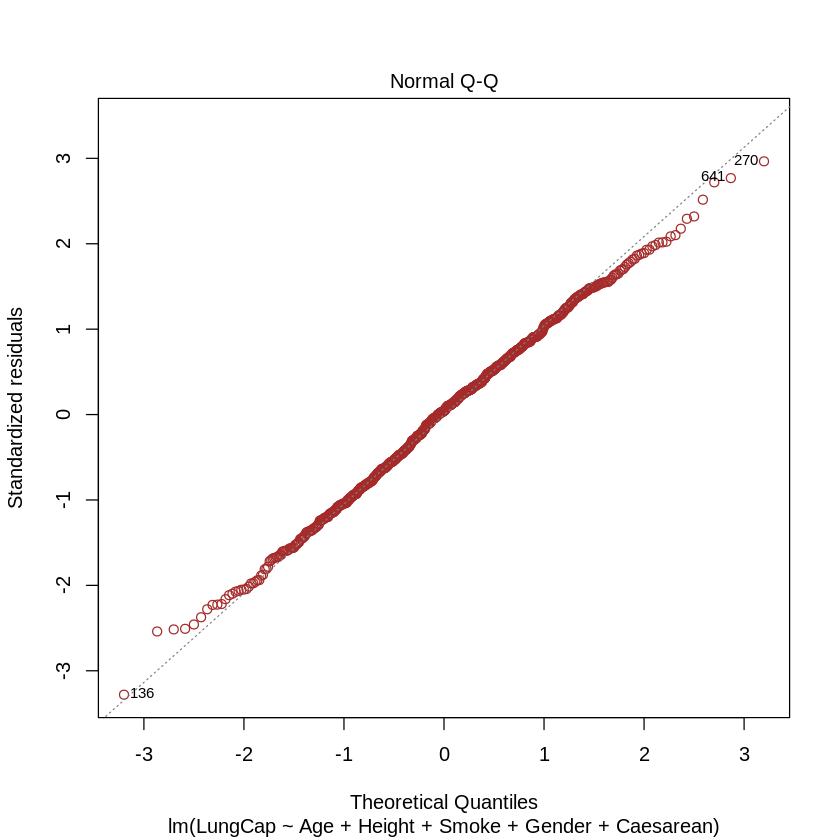 Normal Q-Q
Standardized residuals
3
2
1
0
-1
-2
-3
270
641
136
-3 -2 -1 0 1 2 3
Theoretical Quantiles
lm(LungCap ~ Age + Height + Smoke + Gender + Caesarean)